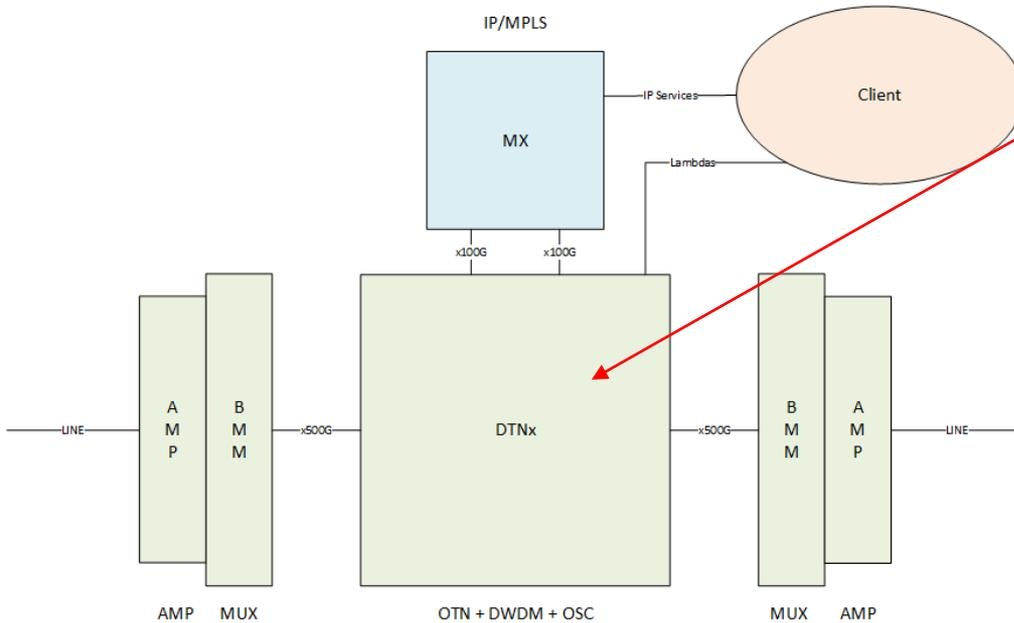 IP/MPLS
MX
IP Services
Client
Lambdas
x100G
x100G
A
M
P
B
M
M
LINE
x500G
DTNx
x500G
B
M
M
A
M
P
LINE
AMP
MUX
OTN + DWDM + OSC
MUX
AMP